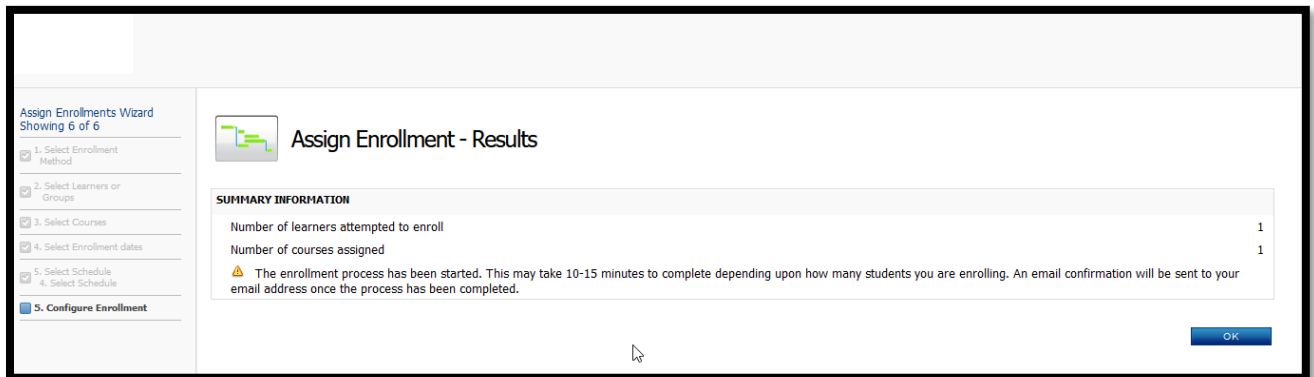 Assign Enrollments Wizard
Showing 6 of 6
1. Select Enrollment
Method
2. Select Learners or
Groups
3. Select Courses
4. Select Enrollment dates
5. Select Schedule
4. Select Schedule
5. Configure Enrollment
Assign Enrollment - Results
SUMMARY INFORMATION
Number of learners attempted to enroll 1
Number of courses assigned 1
The enrollment process has been started. This may take 10-15 minutes to complete depending upon how many students you are enrolling. An email confirmation will be sent to your
email address once the process has been completed.
OK